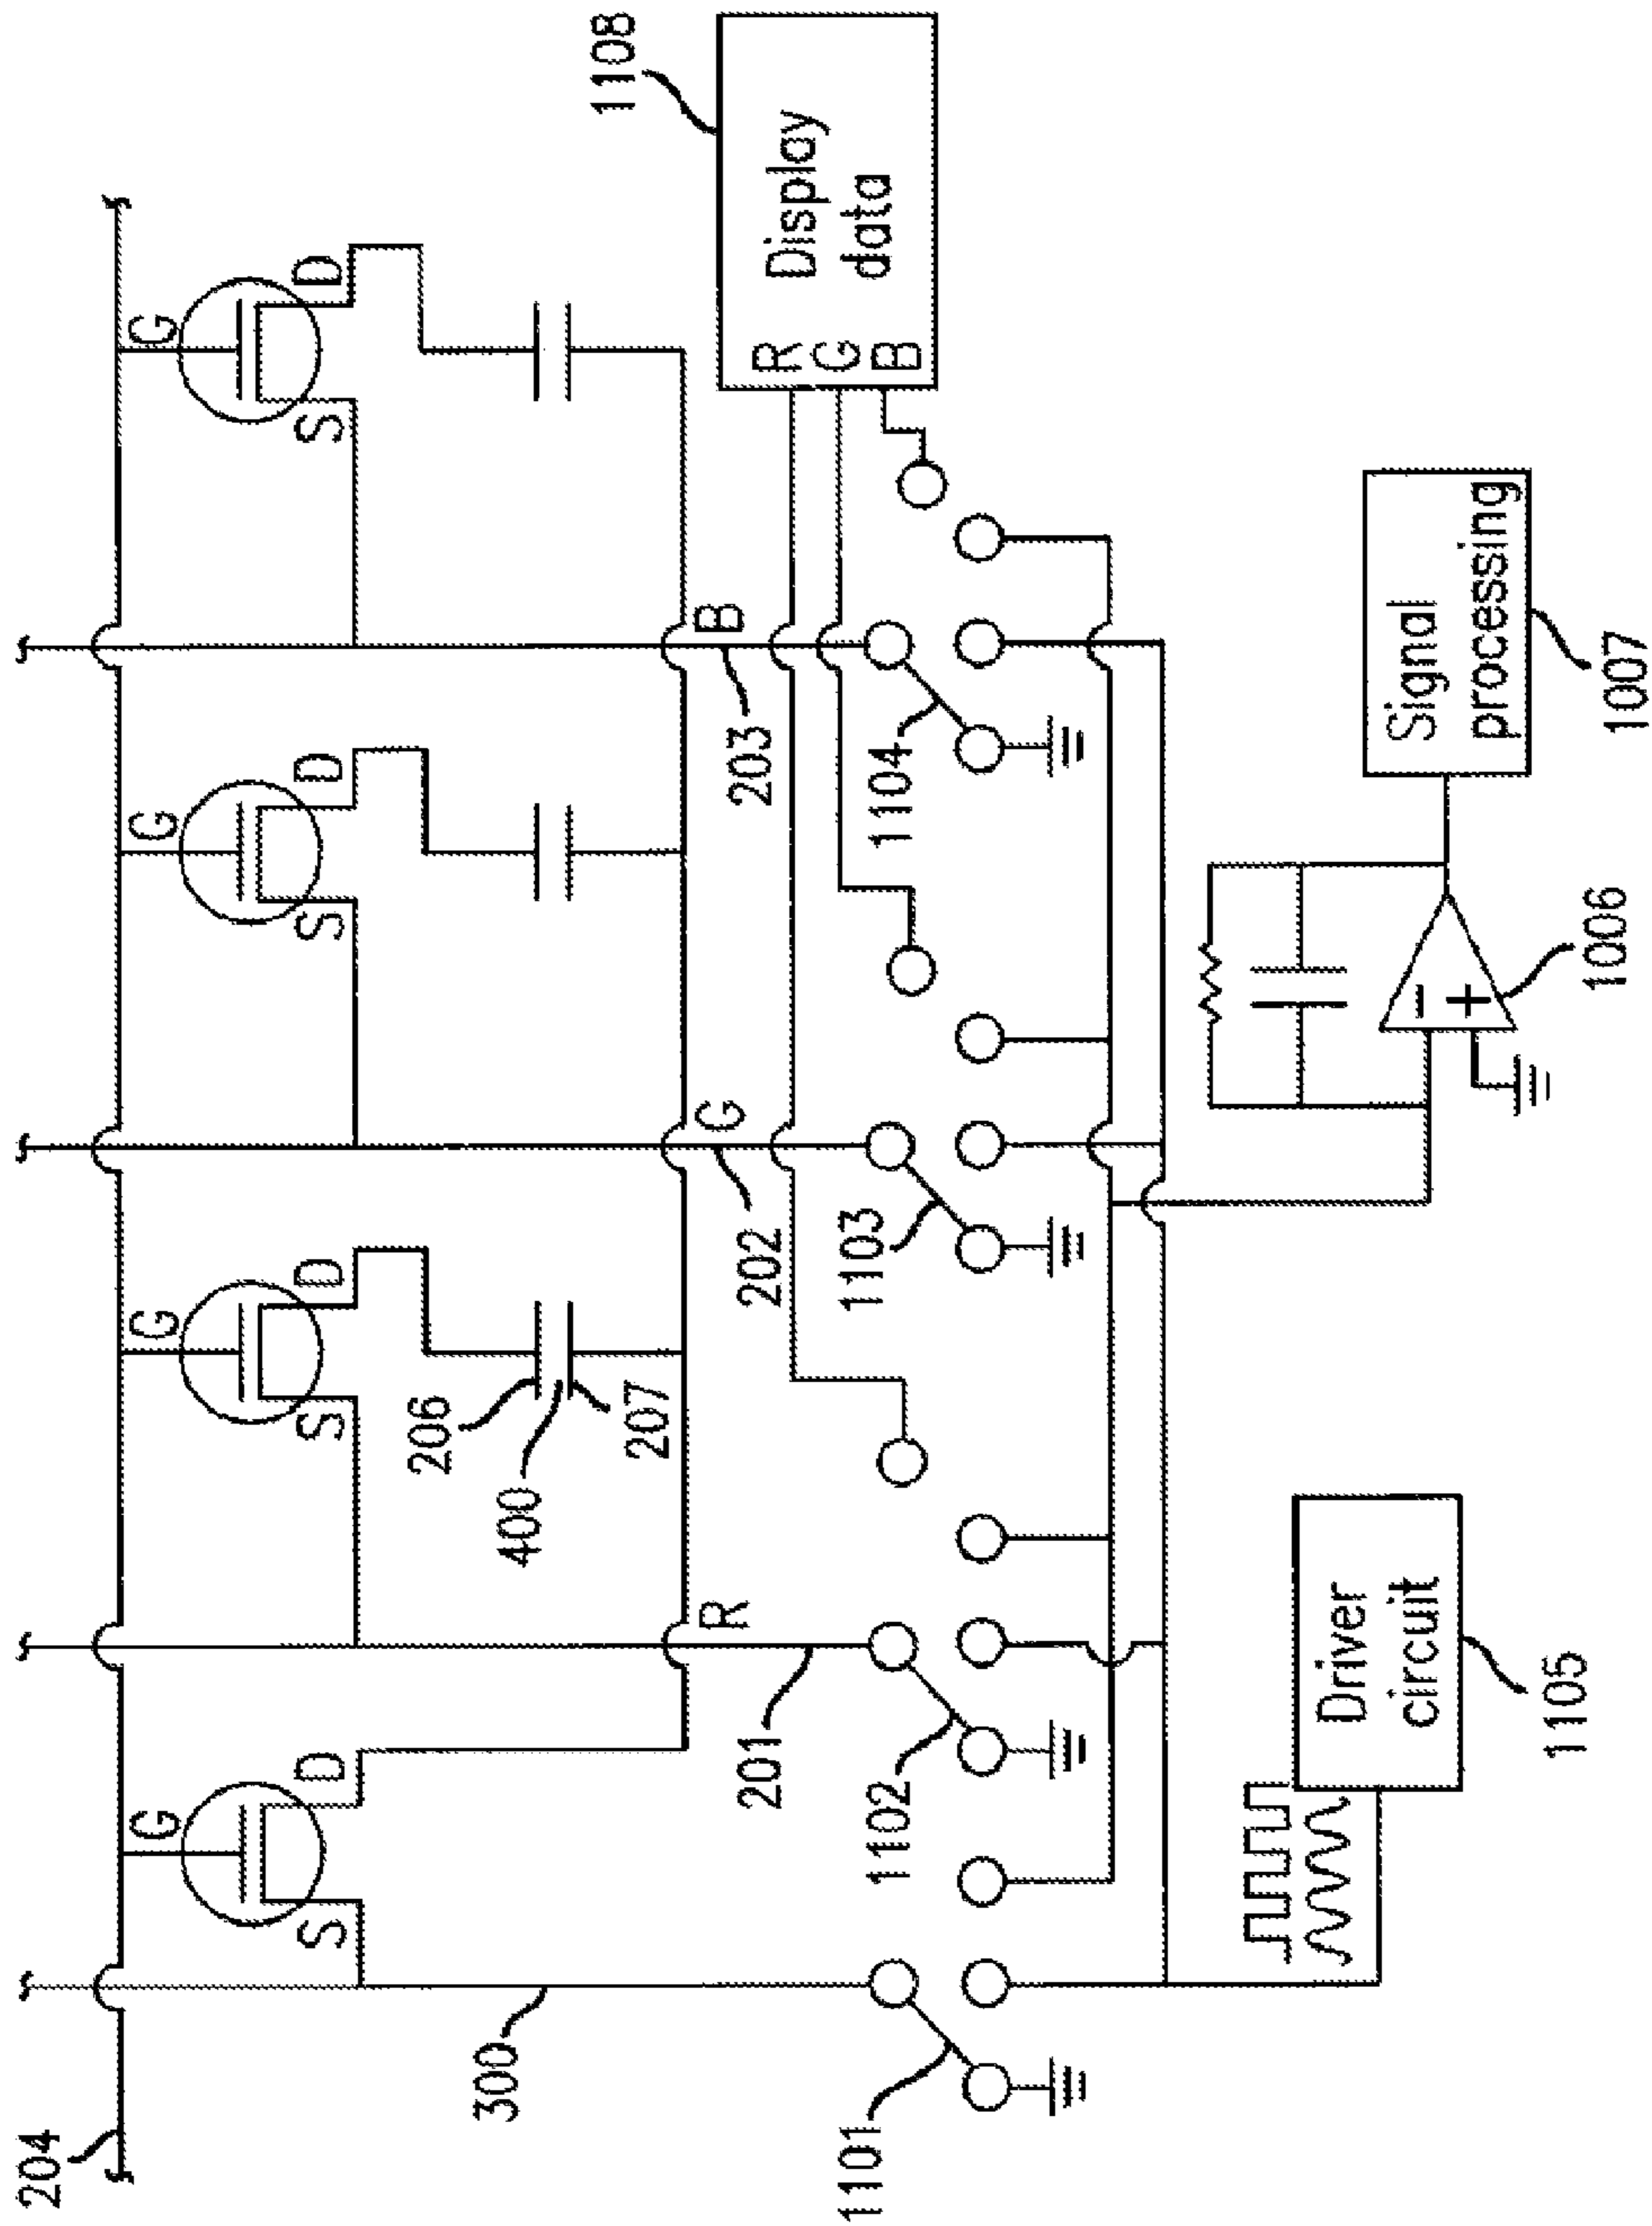 204
G
G
G
G
S
D
S
D
S
D
S
D
206
300
400
207
1108
R
G
B
201
202
203
R
G
B
Display
data
1101
1102
1103
1104
Driver
circuit
1105
−
+
1006
Signal
processing
1007